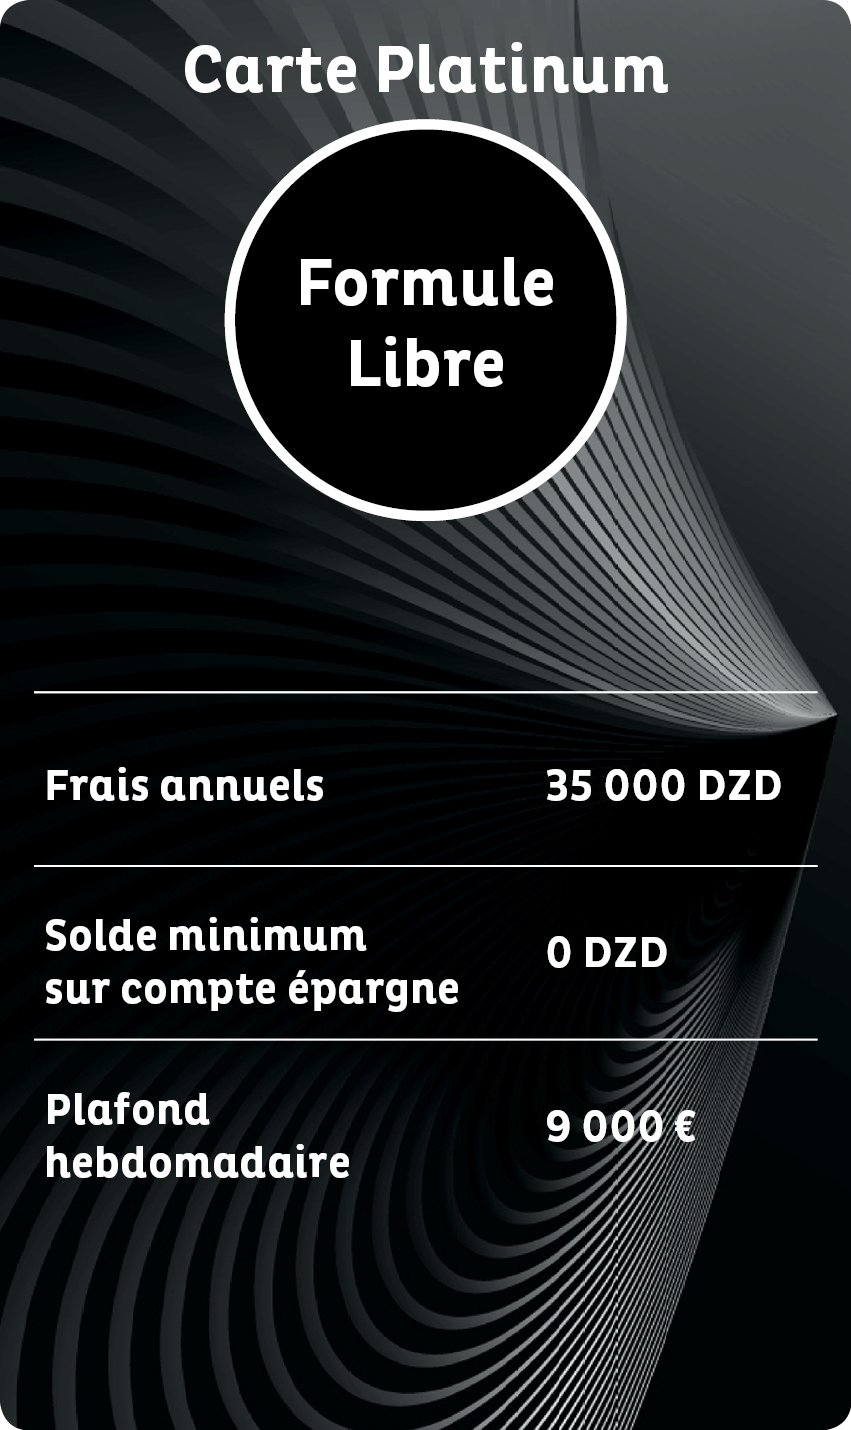 Carte Platinum
Formule
Libre
Frais annuels 35 000 DZD
Solde minimum
sur compte épargne 0 DZD
Plafond
hebdomadaire 9 000 €